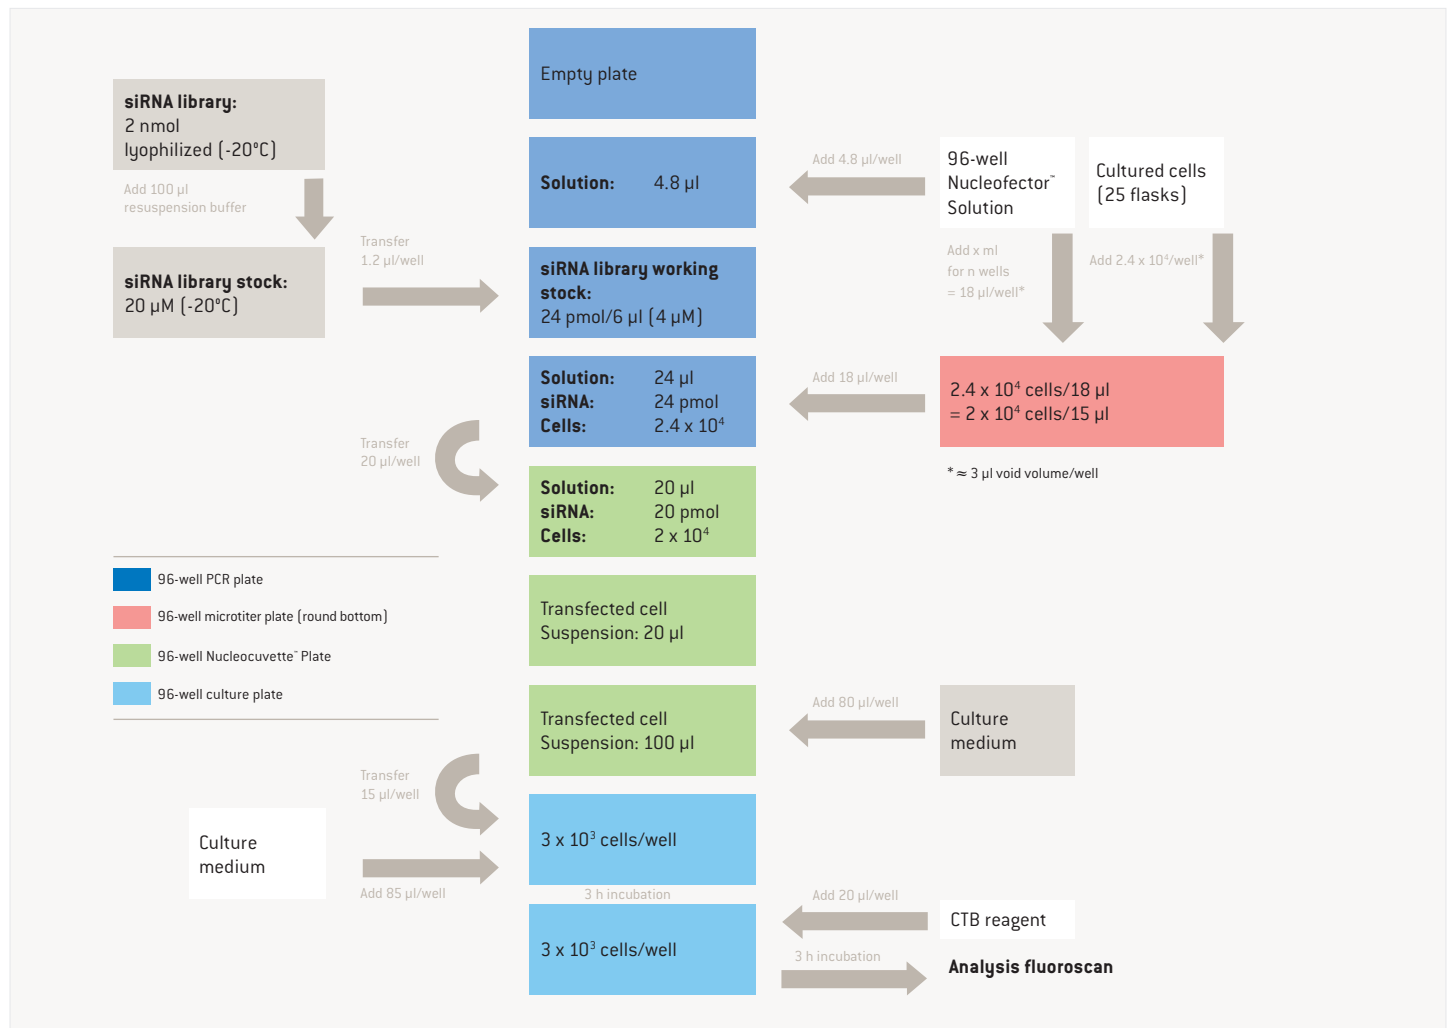 Empty plate
siRNA library:
2 nmol
lyophilized (-20°C)
Add 100 µl
resuspension buffer
Solution: 4.8 µl
Add 4.8 µl/well
96-well
Nucleofector™
Solution
Cultured cells
(25 flasks)
Add x ml
for n wells
= 18 µl/well*
Add 2.4 x 10⁴/well*
siRNA library stock:
20 µM (-20°C)
Transfer
1.2 µl/well
siRNA library working
stock:
24 pmol/6 µl (4 µM)
Solution: 24 µl
siRNA: 24 pmol
Cells: 2.4 x 10⁴
Add 18 µl/well
2.4 x 10⁴ cells/18 µl
= 2 x 10⁴ cells/15 µl
* ≈ 3 µl void volume/well
Transfer
20 µl/well
Solution: 20 µl
siRNA: 20 pmol
Cells: 2 x 10⁴
96-well PCR plate
96-well microtiter plate (round bottom)
96-well Nucleocuvette™ Plate
96-well culture plate
Transfected cell
Suspension: 20 µl
Transfected cell
Suspension: 100 µl
Add 80 µl/well
Culture
medium
Transfer
15 µl/well
Culture
medium
Add 85 µl/well
3 x 10³ cells/well
3 h incubation
3 x 10³ cells/well
Add 20 µl/well
CTB reagent
3 h incubation
Analysis fluoroscan